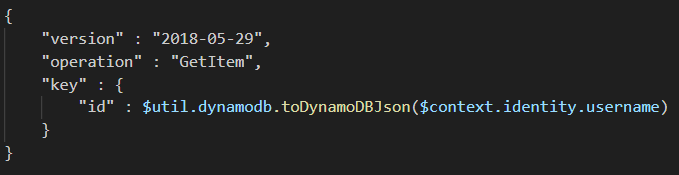 {
    "version" : "2018-05-29",
    "operation" : "GetItem",
    "key" : {
        "id" : $util.dynamodb.toDynamoDBJson($context.identity.username)
    }
}